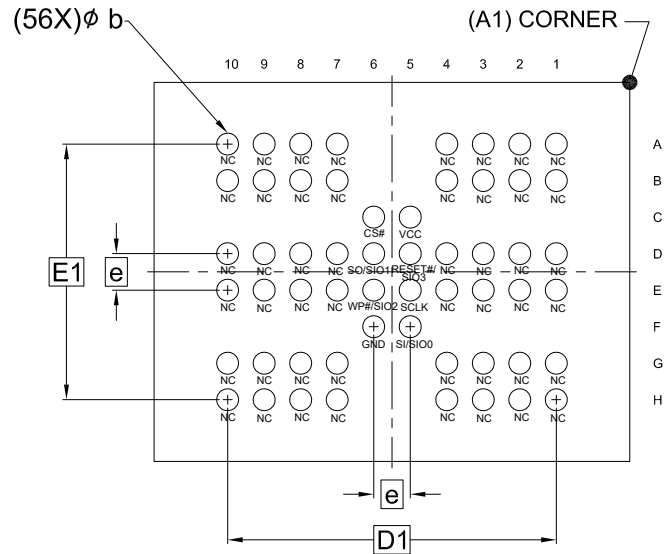 (56X)⌀ b
(A1) CORNER
10 9 8 7 6 5 4 3 2 1
A
NC NC NC NC NC NC NC NC
B
NC NC NC NC NC NC NC NC
C
CS# VCC
D
NC NC NC NC SO/SIO1 RESET#/ NC NC NC NC
SIO3
E1
e
E
NC NC NC NC WP#/SIO2 SCLK NC NC NC NC
F
GND SI/SIO0
G
NC NC NC NC NC NC NC NC
H
NC NC NC NC NC NC NC NC
e
D1